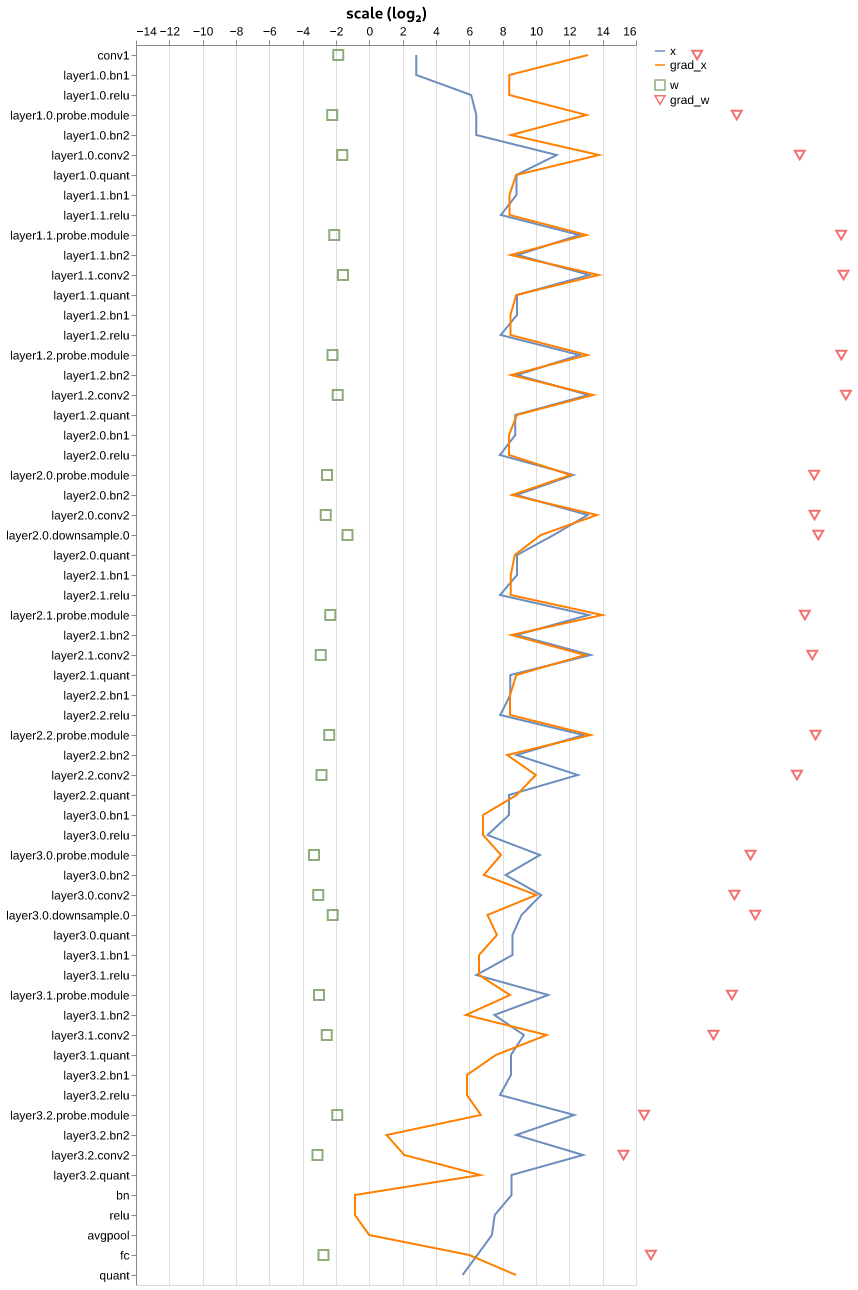 scale (log₂)
−14 −12 −10 −8 −6 −4 −2 0 2 4 6 8 10 12 14 16
x
grad_x
w
grad_w
conv1
layer1.0.bn1
layer1.0.relu
layer1.0.probe.module
layer1.0.bn2
layer1.0.conv2
layer1.0.quant
layer1.1.bn1
layer1.1.relu
layer1.1.probe.module
layer1.1.bn2
layer1.1.conv2
layer1.1.quant
layer1.2.bn1
layer1.2.relu
layer1.2.probe.module
layer1.2.bn2
layer1.2.conv2
layer1.2.quant
layer2.0.bn1
layer2.0.relu
layer2.0.probe.module
layer2.0.bn2
layer2.0.conv2
layer2.0.downsample.0
layer2.0.quant
layer2.1.bn1
layer2.1.relu
layer2.1.probe.module
layer2.1.bn2
layer2.1.conv2
layer2.1.quant
layer2.2.bn1
layer2.2.relu
layer2.2.probe.module
layer2.2.bn2
layer2.2.conv2
layer2.2.quant
layer3.0.bn1
layer3.0.relu
layer3.0.probe.module
layer3.0.bn2
layer3.0.conv2
layer3.0.downsample.0
layer3.0.quant
layer3.1.bn1
layer3.1.relu
layer3.1.probe.module
layer3.1.bn2
layer3.1.conv2
layer3.1.quant
layer3.2.bn1
layer3.2.relu
layer3.2.probe.module
layer3.2.bn2
layer3.2.conv2
layer3.2.quant
bn
relu
avgpool
fc
quant